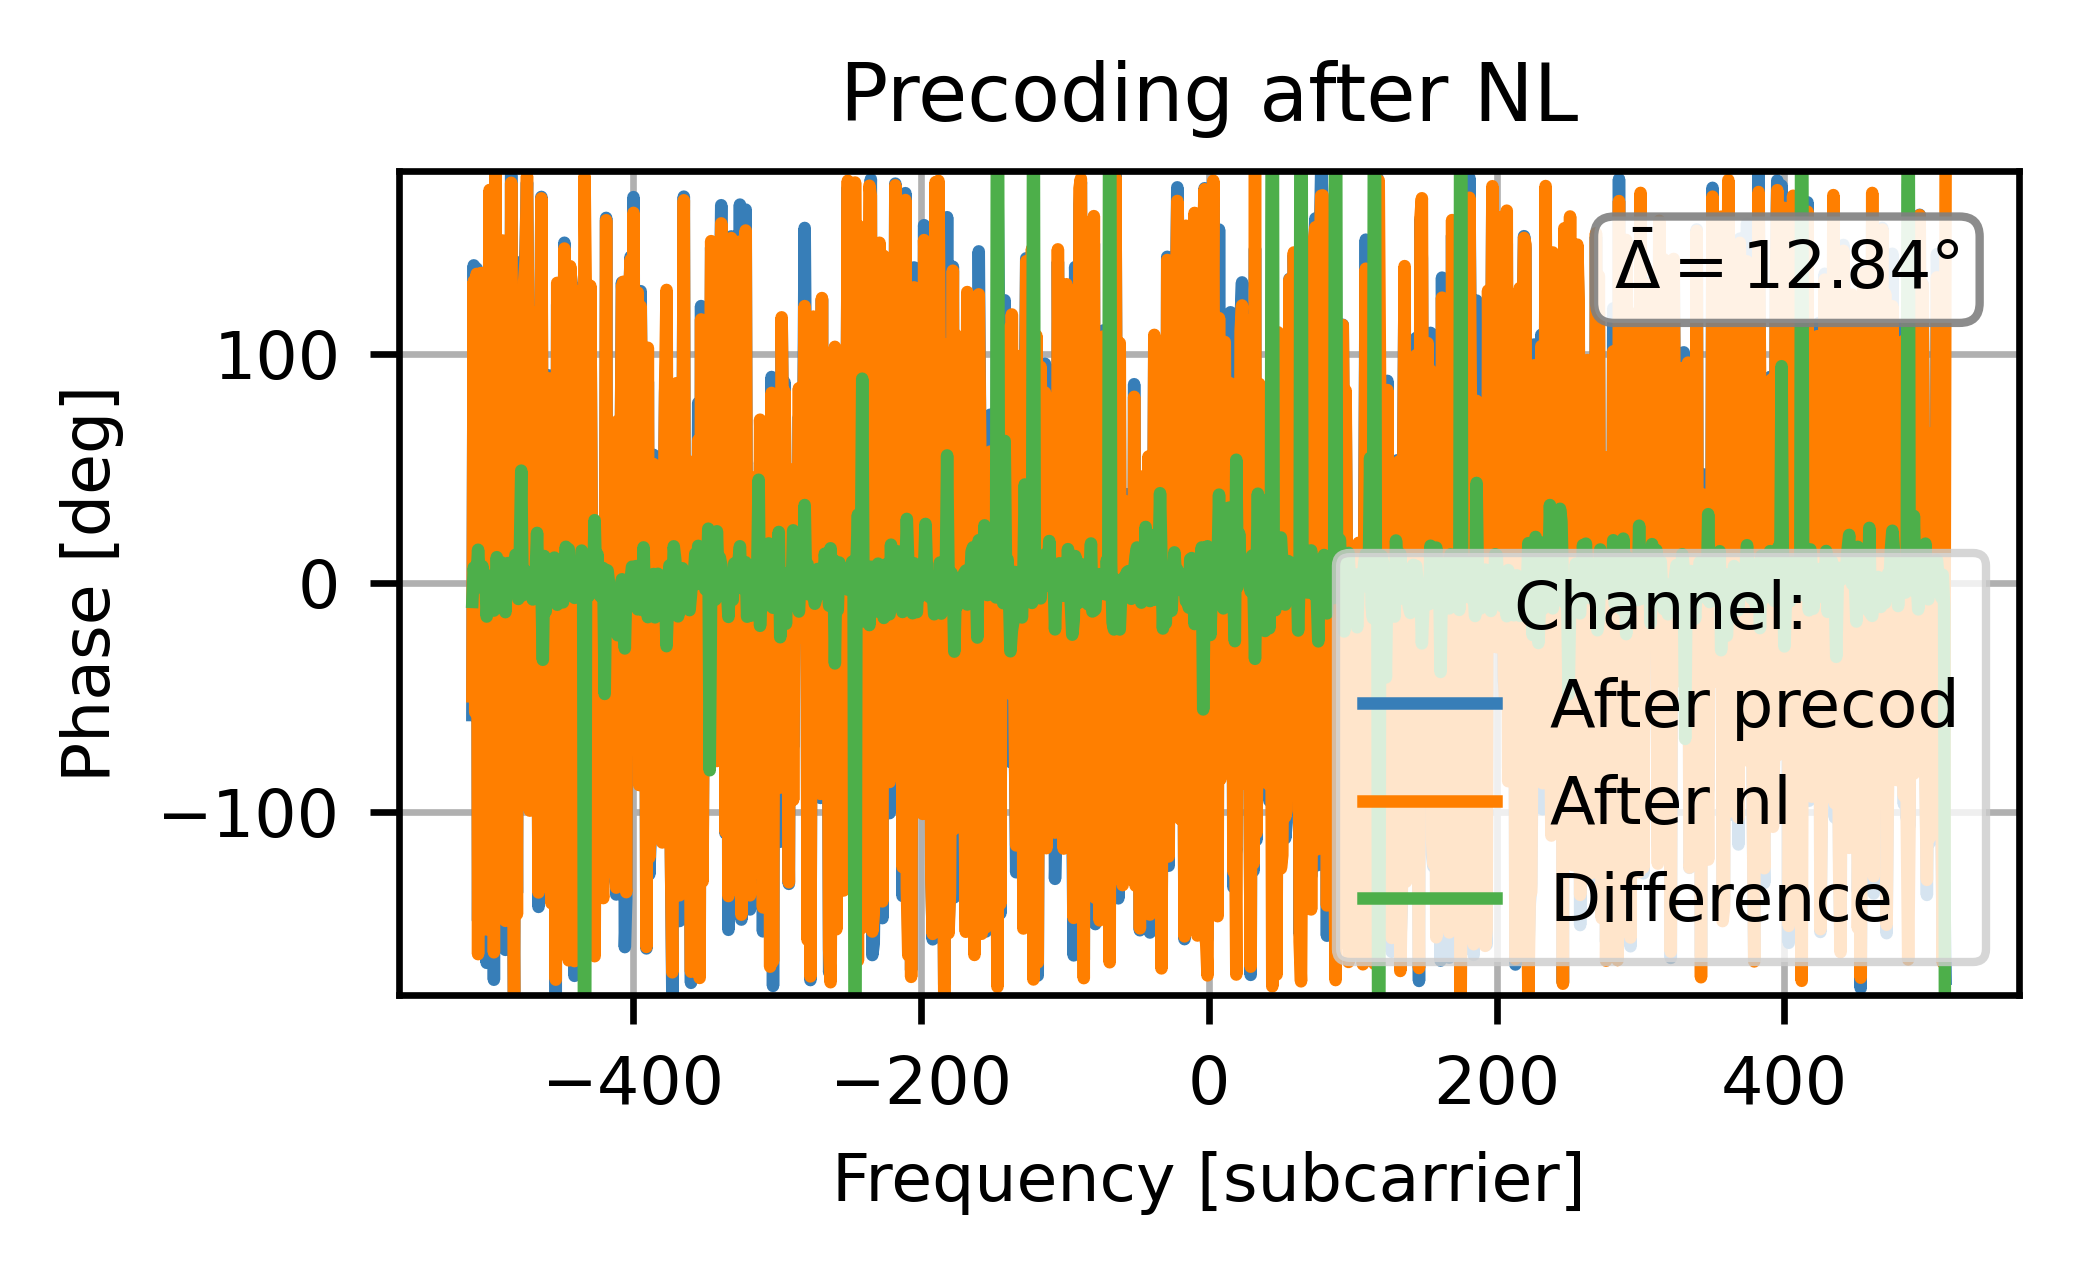 Precoding after NL
Δ̄ = 12.84°
100
0
−100
Phase [deg]
Channel:
After precod
After nl
Difference
−400
−200
0
200
400
Frequency [subcarrier]